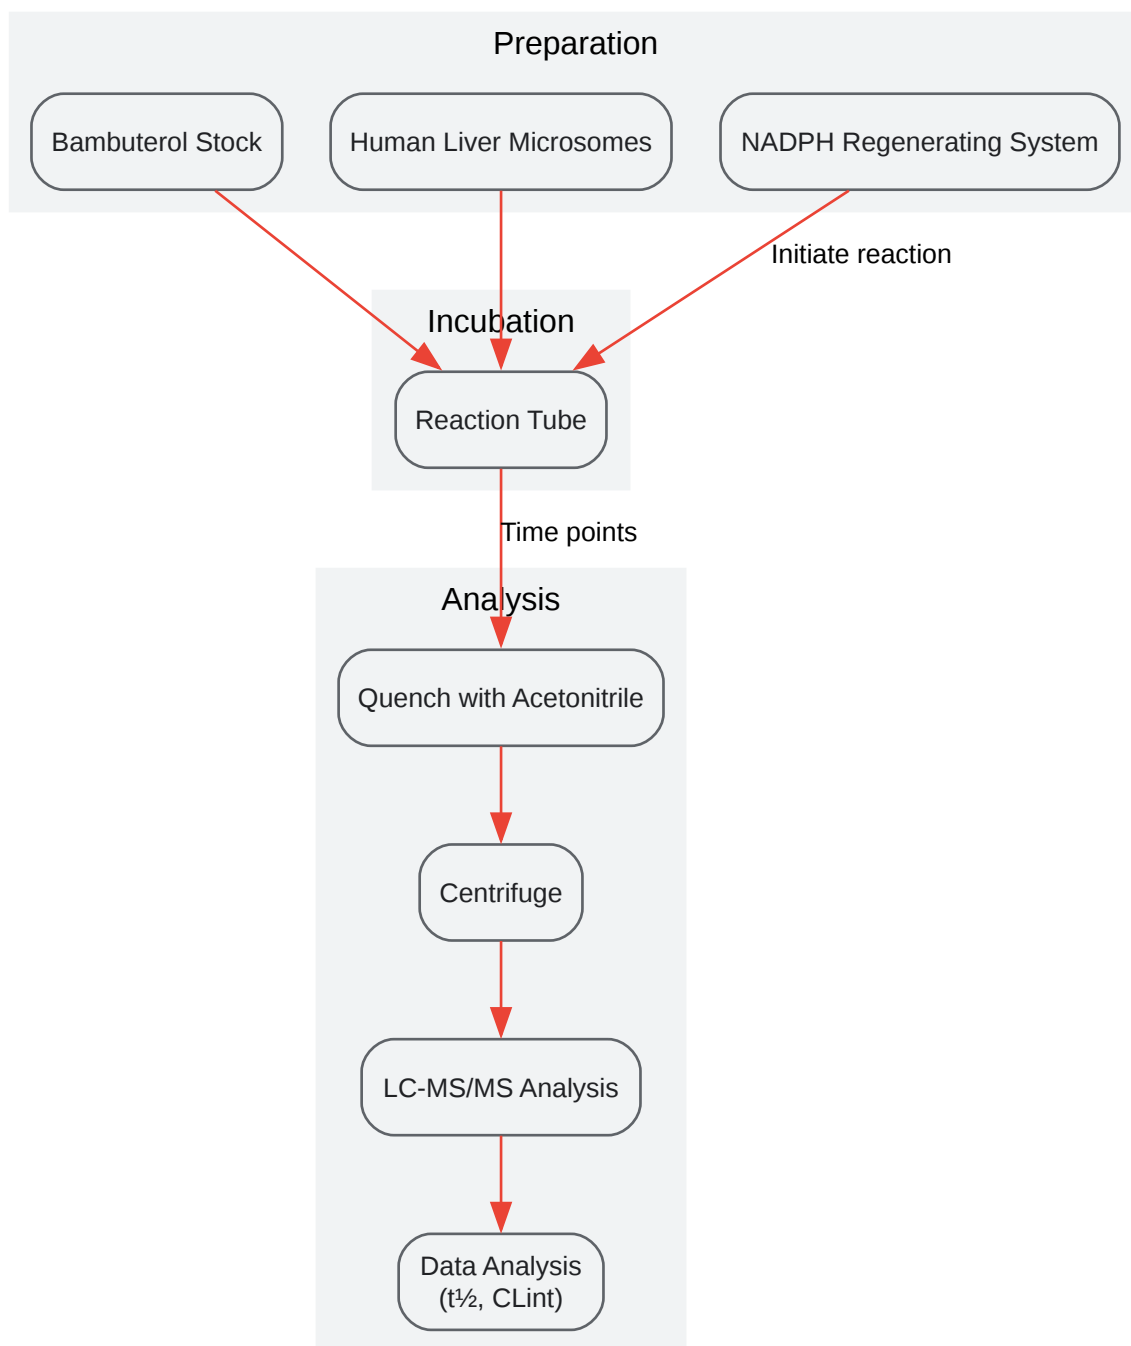 Preparation
Bambuterol Stock
Human Liver Microsomes
NADPH Regenerating System
Initiate reaction
Incubation
Reaction Tube
Time points
Analysis
Quench with Acetonitrile
Centrifuge
LC-MS/MS Analysis
Data Analysis
(t½, CLint)